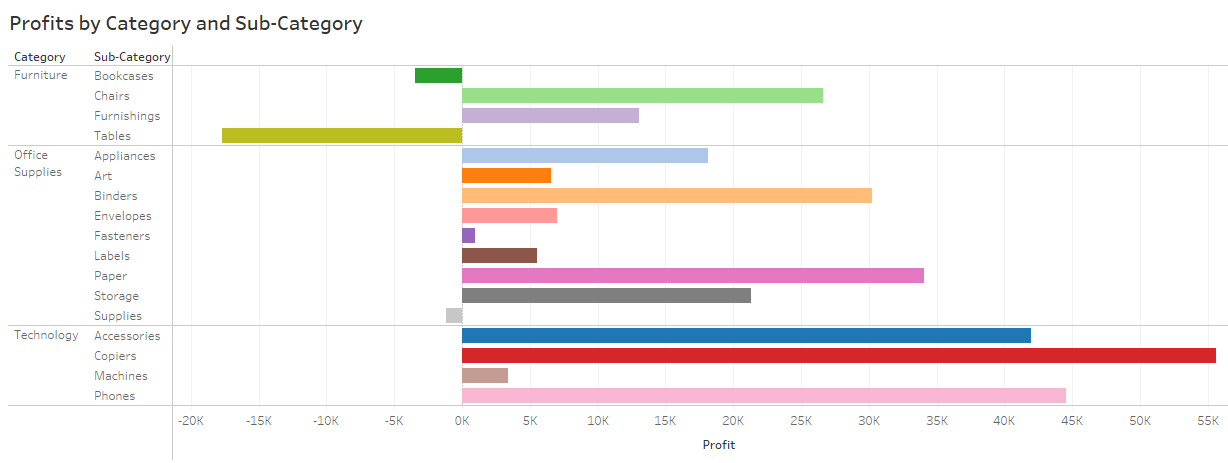 Profits by Category and Sub-Category
Category Sub-Category
Furniture Bookcases
Chairs
Furnishings
Tables
Office Supplies Appliances
Art
Binders
Envelopes
Fasteners
Labels
Paper
Storage
Supplies
Technology Accessories
Copiers
Machines
Phones
-20K -15K -10K -5K 0K 5K 10K 15K 20K 25K 30K 35K 40K 45K 50K 55K
Profit